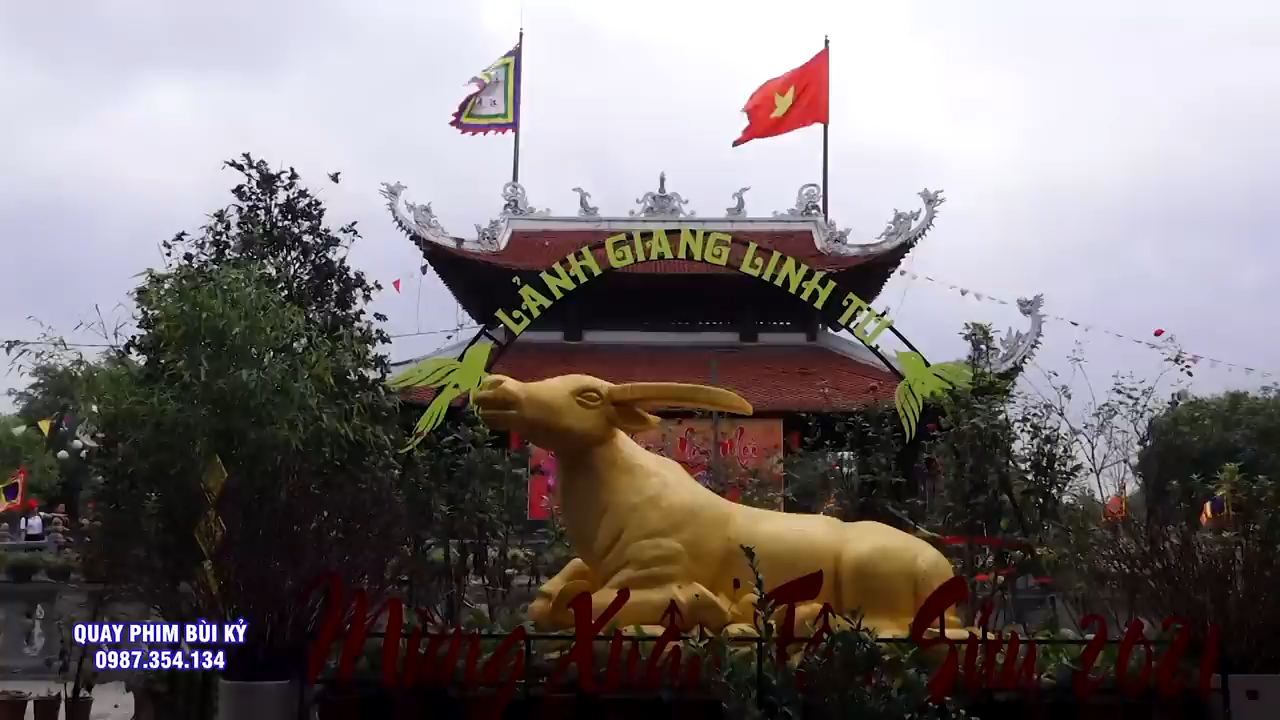 LẢNH GIANG LINH TỪ
Mừng Xuân Tân Sửu 2021
QUAY PHIM BÙI KỶ
0987.354.134